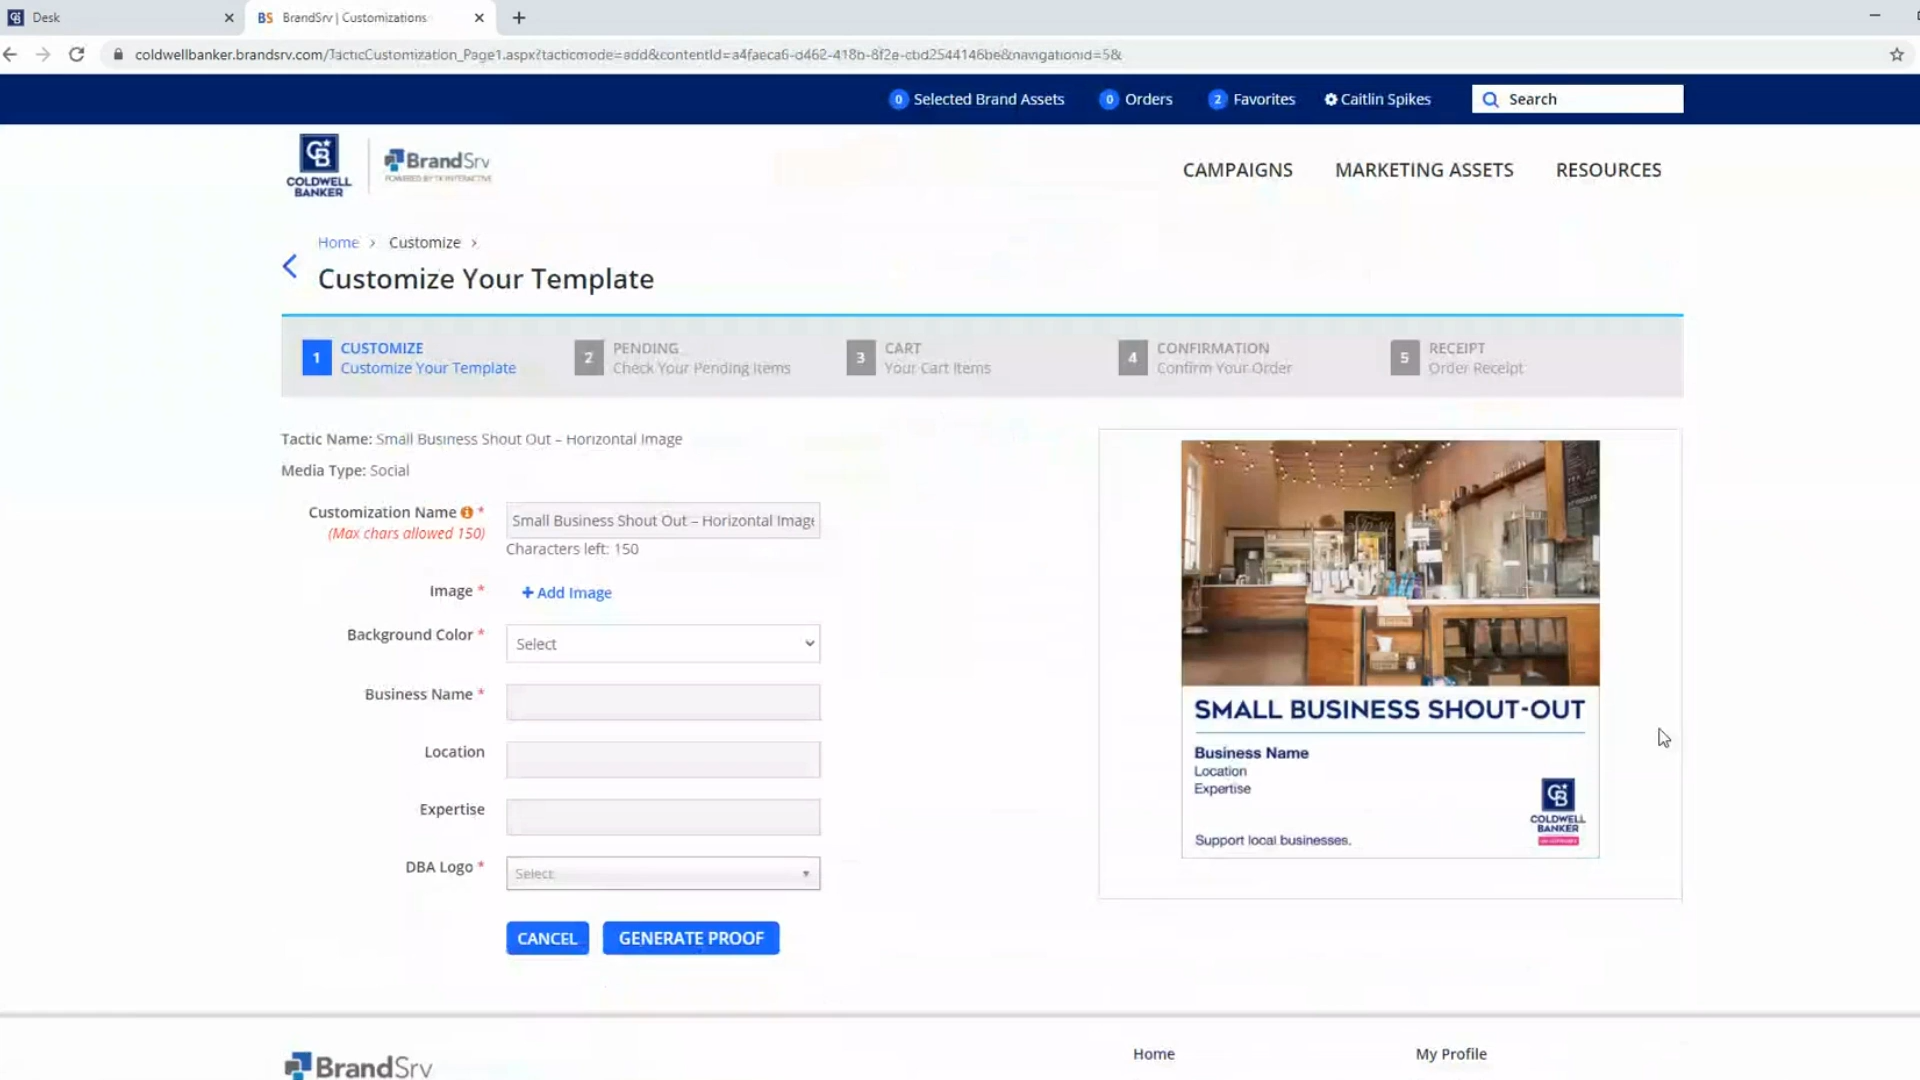 Desk
BS BrandSrv | Customizations
coldwellbanker.brandsrv.com/TacticCustomization_Page1.aspx?tacticmode=add&contentId=a4faeca6-d462-418b-8f2e-cbd2544146be&navigationid=5&
0 Selected Brand Assets
0 Orders
2 Favorites
Caitlin Spikes
Search
CB
COLDWELL
BANKER
BrandSrv
POWERED BY TK INTERACTIVE
CAMPAIGNS
MARKETING ASSETS
RESOURCES
Home > Customize >
Customize Your Template
1 CUSTOMIZE
Customize Your Template
2 PENDING
Check Your Pending Items
3 CART
Your Cart Items
4 CONFIRMATION
Confirm Your Order
5 RECEIPT
Order Receipt
Tactic Name: Small Business Shout Out – Horizontal Image
Media Type: Social
Customization Name *
(Max chars allowed 150)
Small Business Shout Out – Horizontal Image
Characters left: 150
Image *
+ Add Image
Background Color *
Select
Business Name *
Location
Expertise
DBA Logo *
Select
CANCEL
GENERATE PROOF
SMALL BUSINESS SHOUT-OUT
Business Name
Location
Expertise
Support local businesses.
CB
COLDWELL
BANKER
BrandSrv
Home
My Profile